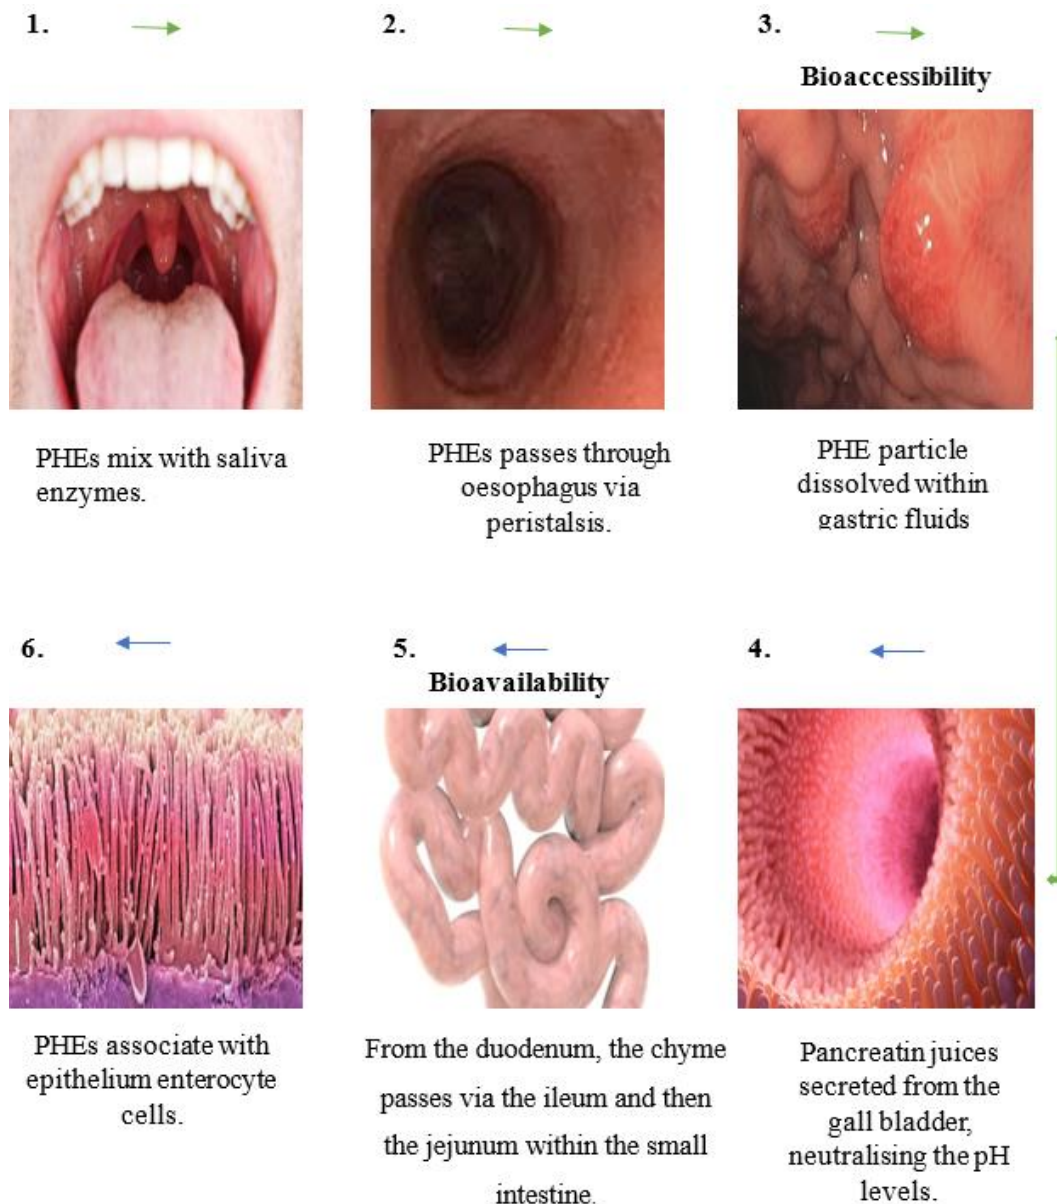 1.
2.
3.
Bioaccessibility
PHEs mix with saliva
enzymes.
PHEs passes through
oesophagus via
peristalsis.
PHE particle
dissolved within
gastric fluids
6.
5.
Bioavailability
4.
PHEs associate with
epithelium enterocyte
cells.
From the duodenum, the chyme
passes via the ileum and then
the jejunum within the small
intestine.
Pancreatin juices
secreted from the
gall bladder,
neutralising the pH
levels.